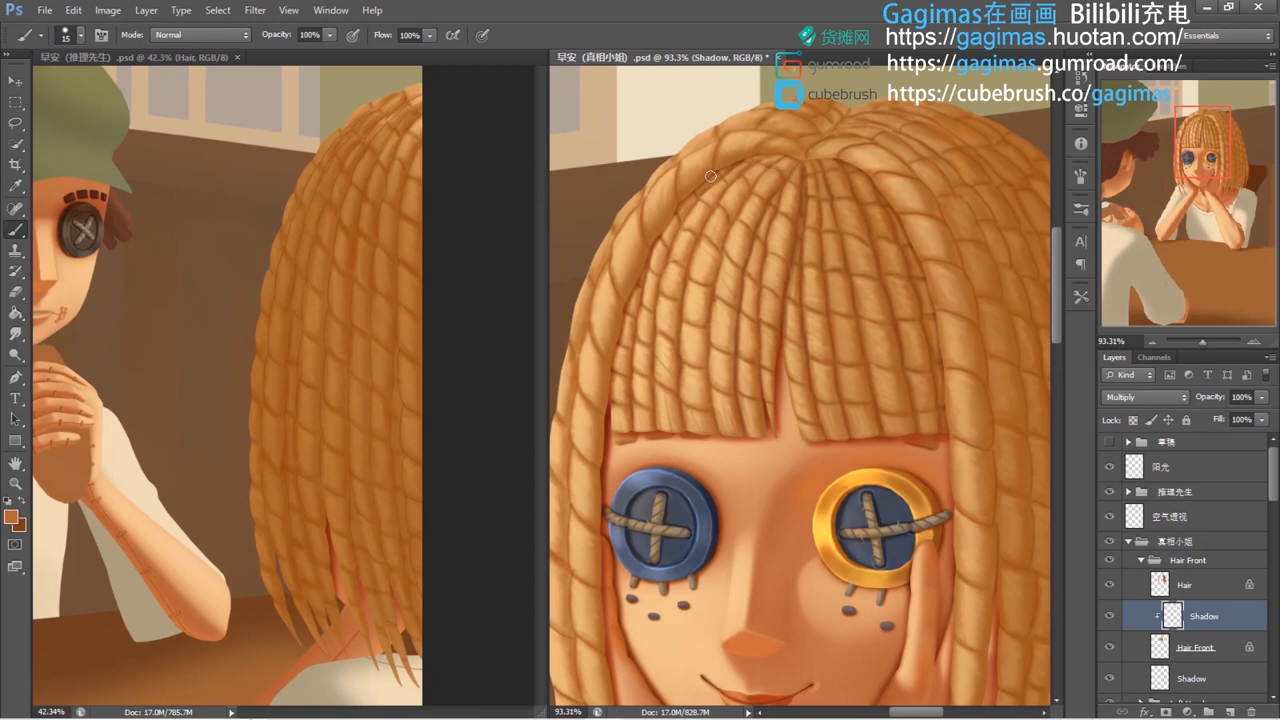 Ps File Edit Image Layer Type Select Filter View Window Help
Gagimas在画画 Bilibili充电
货摊网 https://gagimas.huotan.com/
gumroad https://gagimas.gumroad.com/
cubebrush https://cubebrush.co/gagimas
15 Mode: Normal Opacity: 100% Flow: 100% Essentials
早安 (推理先生) .psd @ 42.3% (Hair, RGB/8) ×
早安 (真相小姐) .psd @ 93.3% (Shadow, RGB/8) *
93.31%
Layers Channels
Kind
Multiply Opacity: 100%
Lock: Fill: 100%
草稿
阳光
推理先生
空气透视
真相小姐
Hair Front
Hair
Shadow
Hair Front
Shadow
42.34% Doc: 17.0M/785.7M
93.31% Doc: 17.0M/828.7M